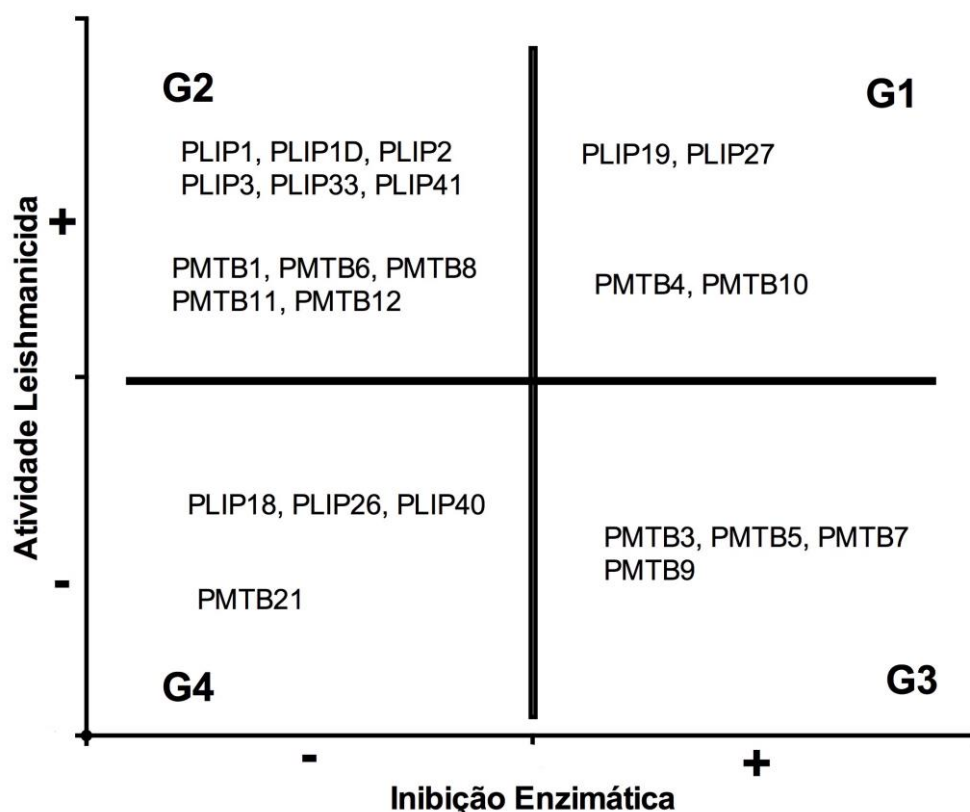 G2
G1
PLIP1, PLIP1D, PLIP2
PLIP3, PLIP33, PLIP41
PLIP19, PLIP27
PMTB1, PMTB6, PMTB8
PMTB11, PMTB12
PMTB4, PMTB10
Atividade Leishmanicida
+
-
PLIP18, PLIP26, PLIP40
PMTB21
PMTB3, PMTB5, PMTB7
PMTB9
G4
G3
-
+
Inibição Enzimática